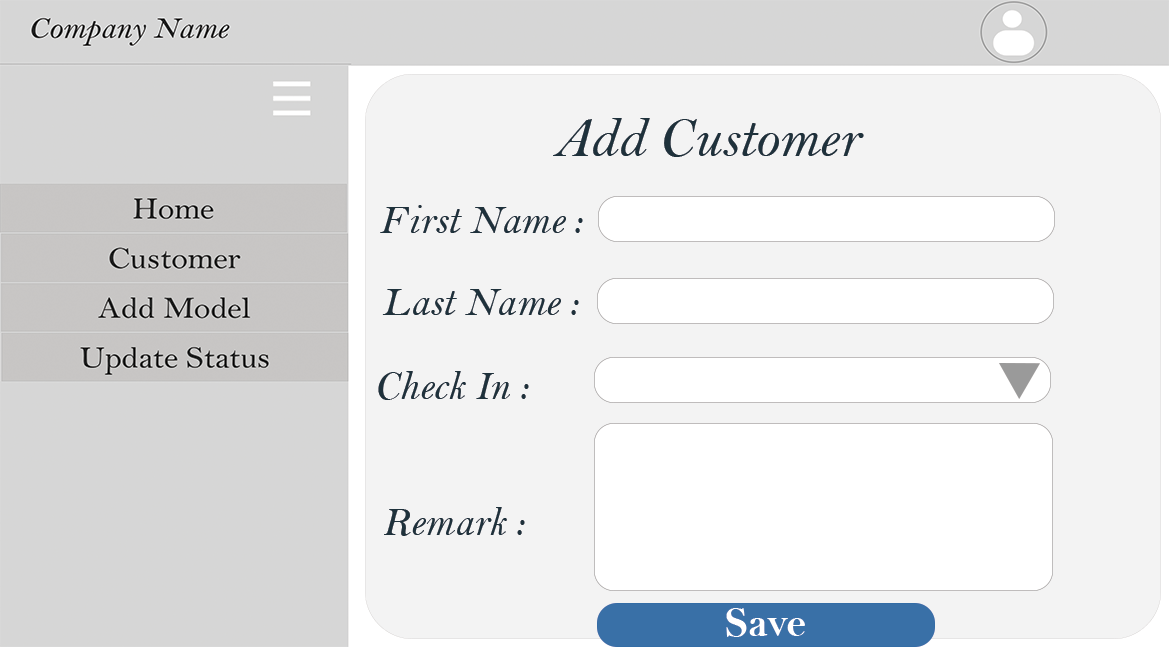 Company Name
Home
Customer
Add Model
Update Status
Add Customer
First Name :
Last Name :
Check In :
Remark :
Save